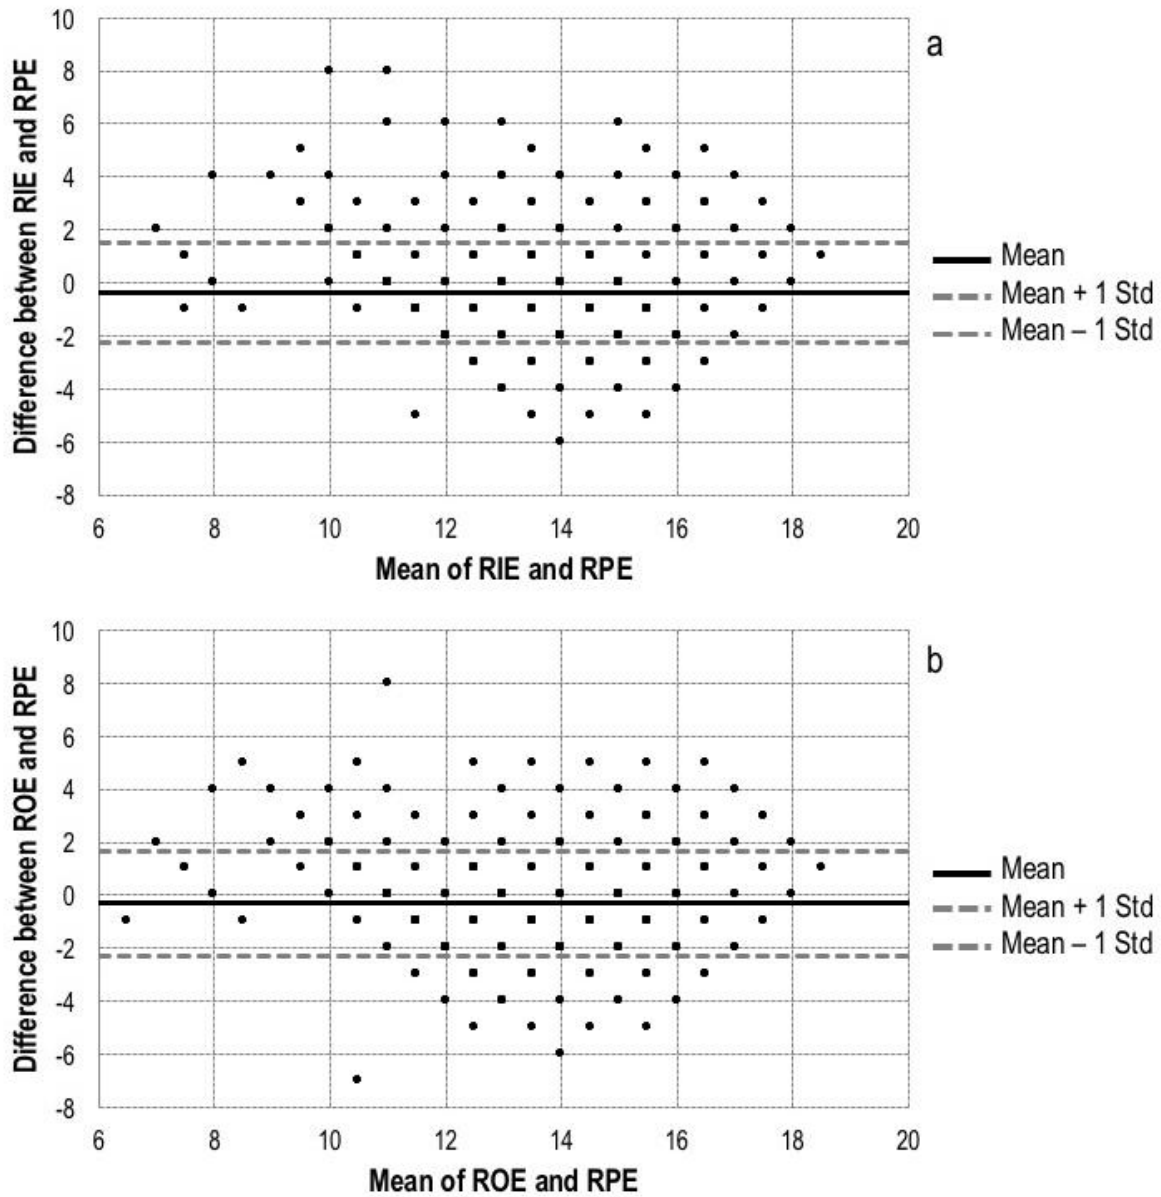 10
8
6
4
2
0
-2
-4
-6
-8
Difference between RIE and RPE
a
Mean
Mean + 1 Std
Mean – 1 Std
6 8 10 12 14 16 18 20
Mean of RIE and RPE
10
8
6
4
2
0
-2
-4
-6
-8
Difference between ROE and RPE
b
Mean
Mean + 1 Std
Mean – 1 Std
6 8 10 12 14 16 18 20
Mean of ROE and RPE